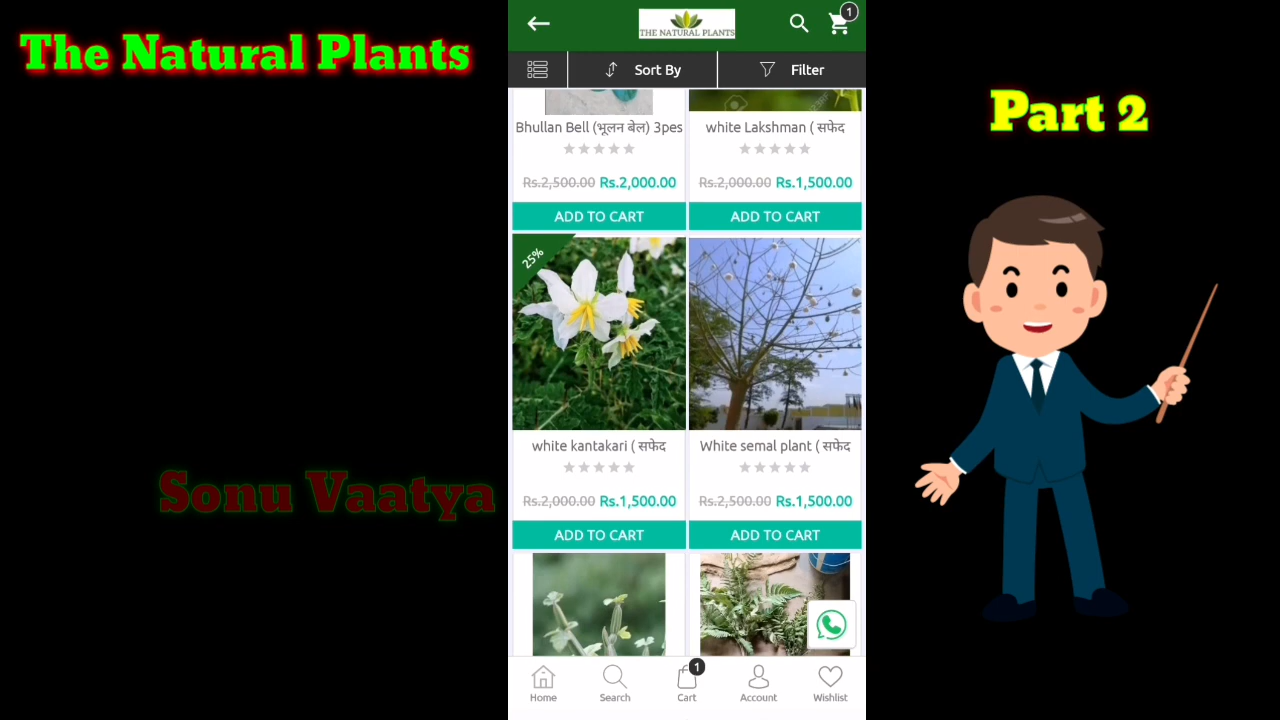 The Natural Plants
Sonu Vaatya
THE NATURAL PLANTS
1
Sort By
Filter
Bhullan Bell (भूलन बेल) 3pes
white Lakshman ( सफेद
Rs.2,500.00 Rs.2,000.00
Rs.2,000.00 Rs.1,500.00
ADD TO CART
ADD TO CART
25%
white kantakari ( सफेद
White semal plant ( सफेद
Rs.2,000.00 Rs.1,500.00
Rs.2,500.00 Rs.1,500.00
ADD TO CART
ADD TO CART
1
Home
Search
Cart
Account
Wishlist
Part 2